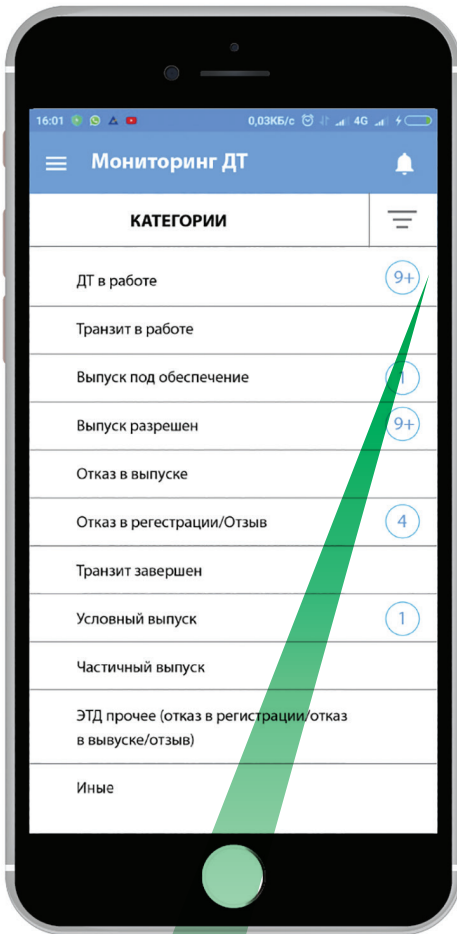 16:01 0,03КБ/с 4G
Мониторинг ДТ
КАТЕГОРИИ
ДТ в работе 9+
Транзит в работе
Выпуск под обеспечение 1
Выпуск разрешен 9+
Отказ в выпуске
Отказ в регестрации/Отзыв 4
Транзит завершен
Условный выпуск 1
Частичный выпуск
ЭТД прочее (отказ в регистрации/отказ
в вывуске/отзыв)
Иные